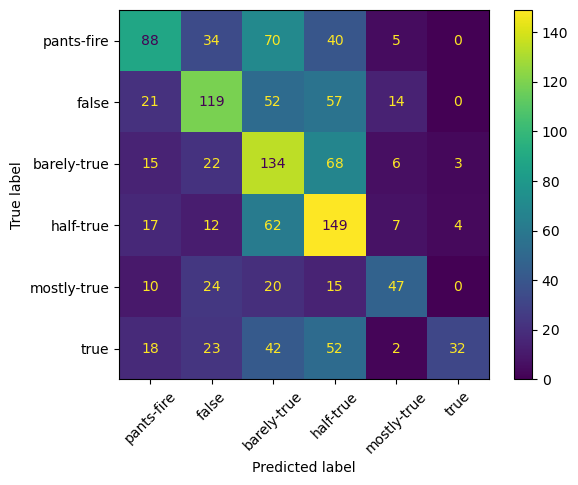 pants-fire 88 34 70 40 5 0
false 21 119 52 57 14 0
barely-true 15 22 134 68 6 3
half-true 17 12 62 149 7 4
mostly-true 10 24 20 15 47 0
true 18 23 42 52 2 32
True label
pants-fire false barely-true half-true mostly-true true
Predicted label
140
120
100
80
60
40
20
0